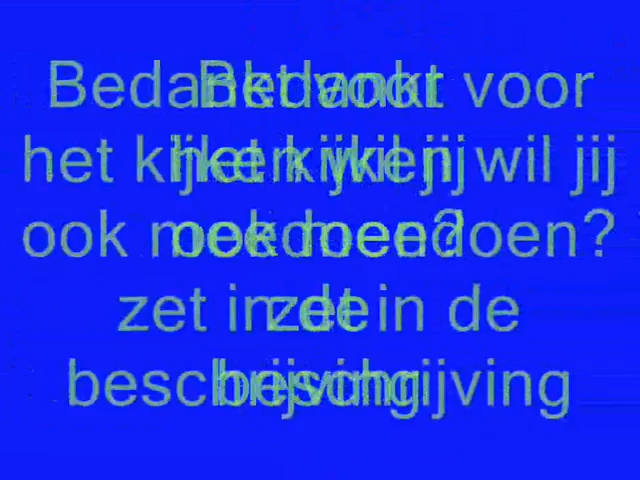 Bedankt voor
het kijken wil jij
ook meedoen?
zet in de
beschrijving